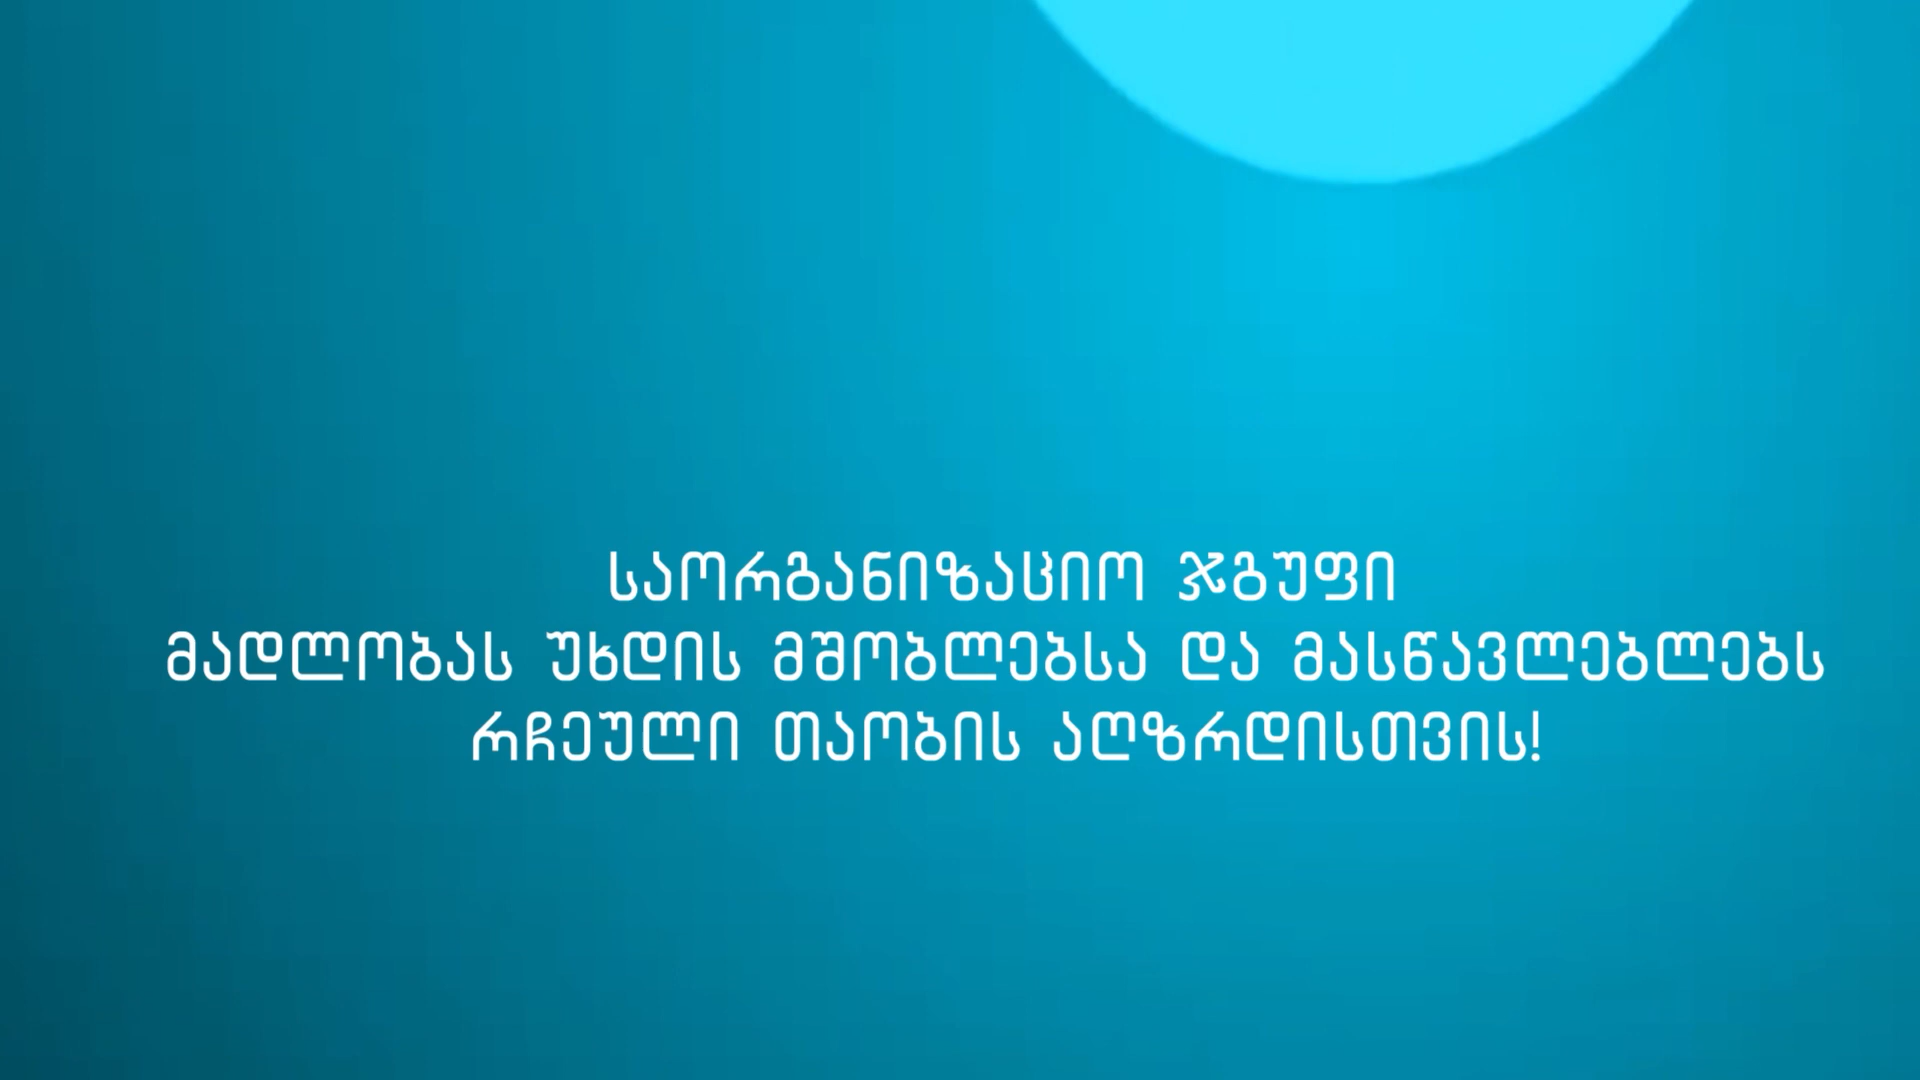 საორგანიზაციო ჯგუფი
მადლობას უხდის მშობლებსა და მასწავლებლებს
რჩეული თაობის აღზრდისთვის!